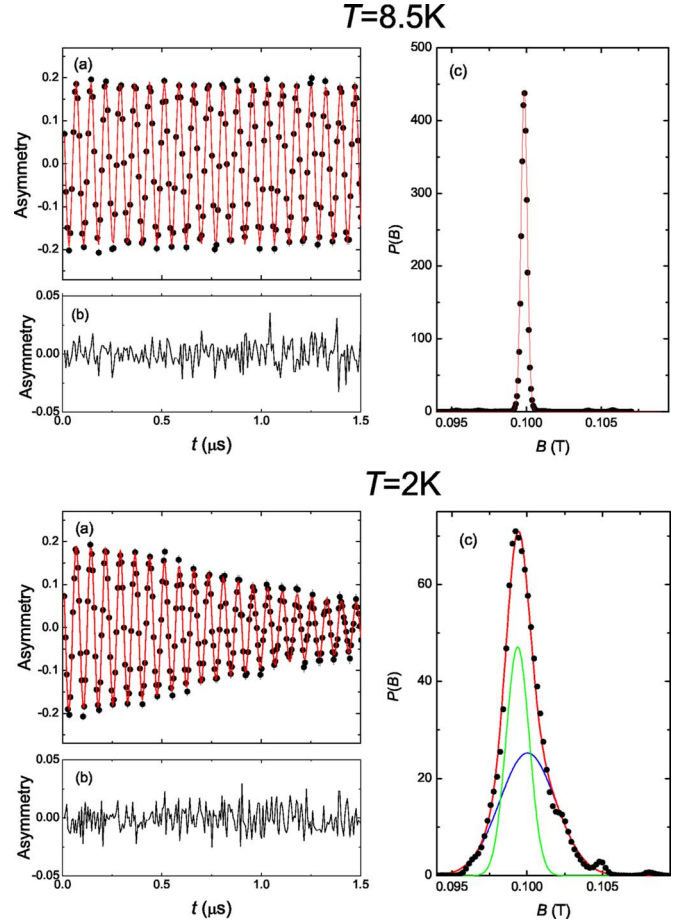 T=8.5K
(a)
0.2
0.1
0.0
-0.1
-0.2
Asymmetry
(b)
0.05
0.00
-0.05
Asymmetry
0.0 0.5 1.0 1.5
t (μs)
(c)
500
400
300
200
100
0
P(B)
0.095 0.100 0.105
B (T)
T=2K
(a)
0.2
0.1
0.0
-0.1
-0.2
Asymmetry
(b)
0.05
0.00
-0.05
Asymmetry
0.0 0.5 1.0 1.5
t (μs)
(c)
60
40
20
0
P(B)
0.095 0.100 0.105
B (T)